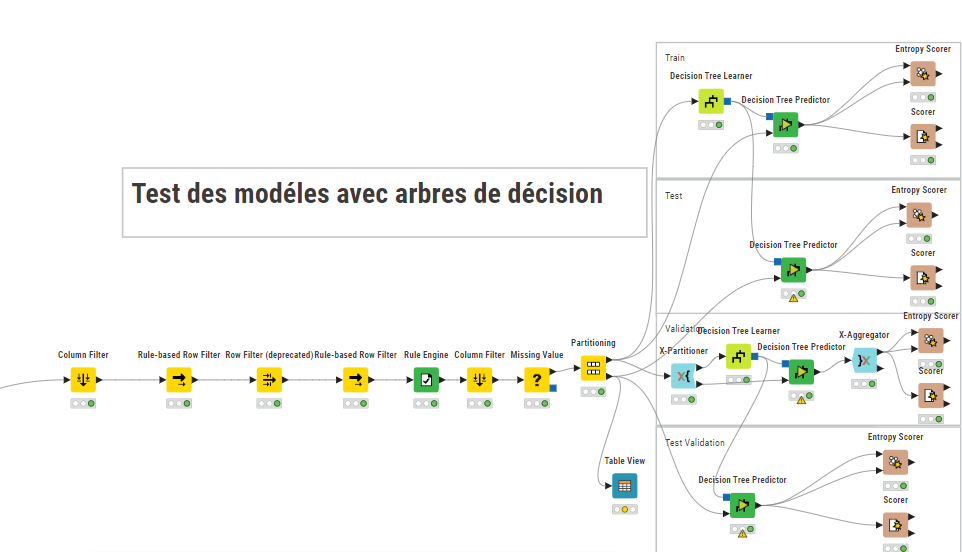 Train
Entropy Scorer
Decision Tree Learner
Decision Tree Predictor
Scorer
Test des modéles avec arbres de décision
Test
Entropy Scorer
Decision Tree Predictor
Scorer
Validation
Entropy Scorer
Decision Tree Learner
X-Aggregator
Decision Tree Predictor
X-Partitioner
Scorer
Column Filter
Rule-based Row Filter
Row Filter (deprecated)
Rule-based Row Filter
Rule Engine
Column Filter
Missing Value
Partitioning
Test Validation
Entropy Scorer
Table View
Decision Tree Predictor
Scorer